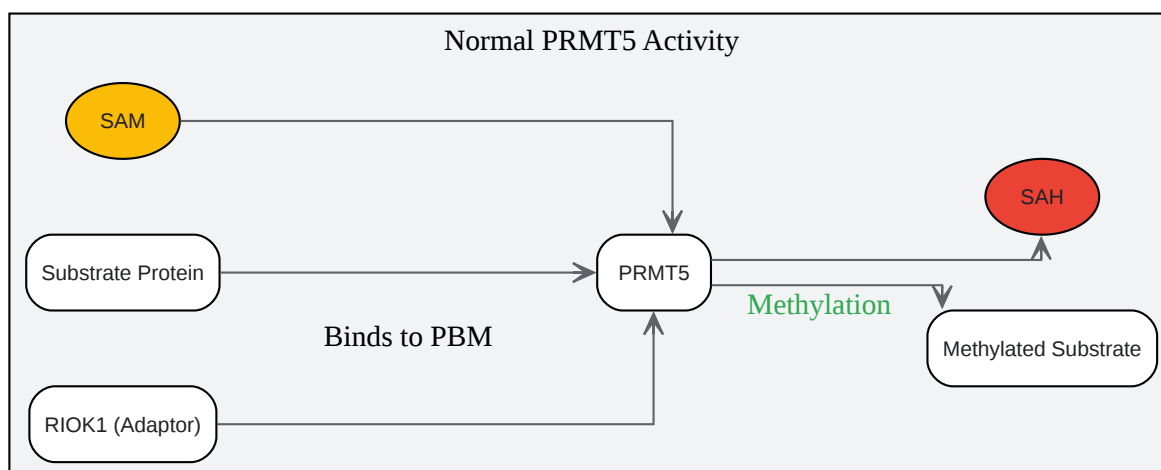 Normal PRMT5 Activity
SAM
SAH
Substrate Protein
PRMT5
Methylation
Binds to PBM
Methylated Substrate
RIOK1 (Adaptor)